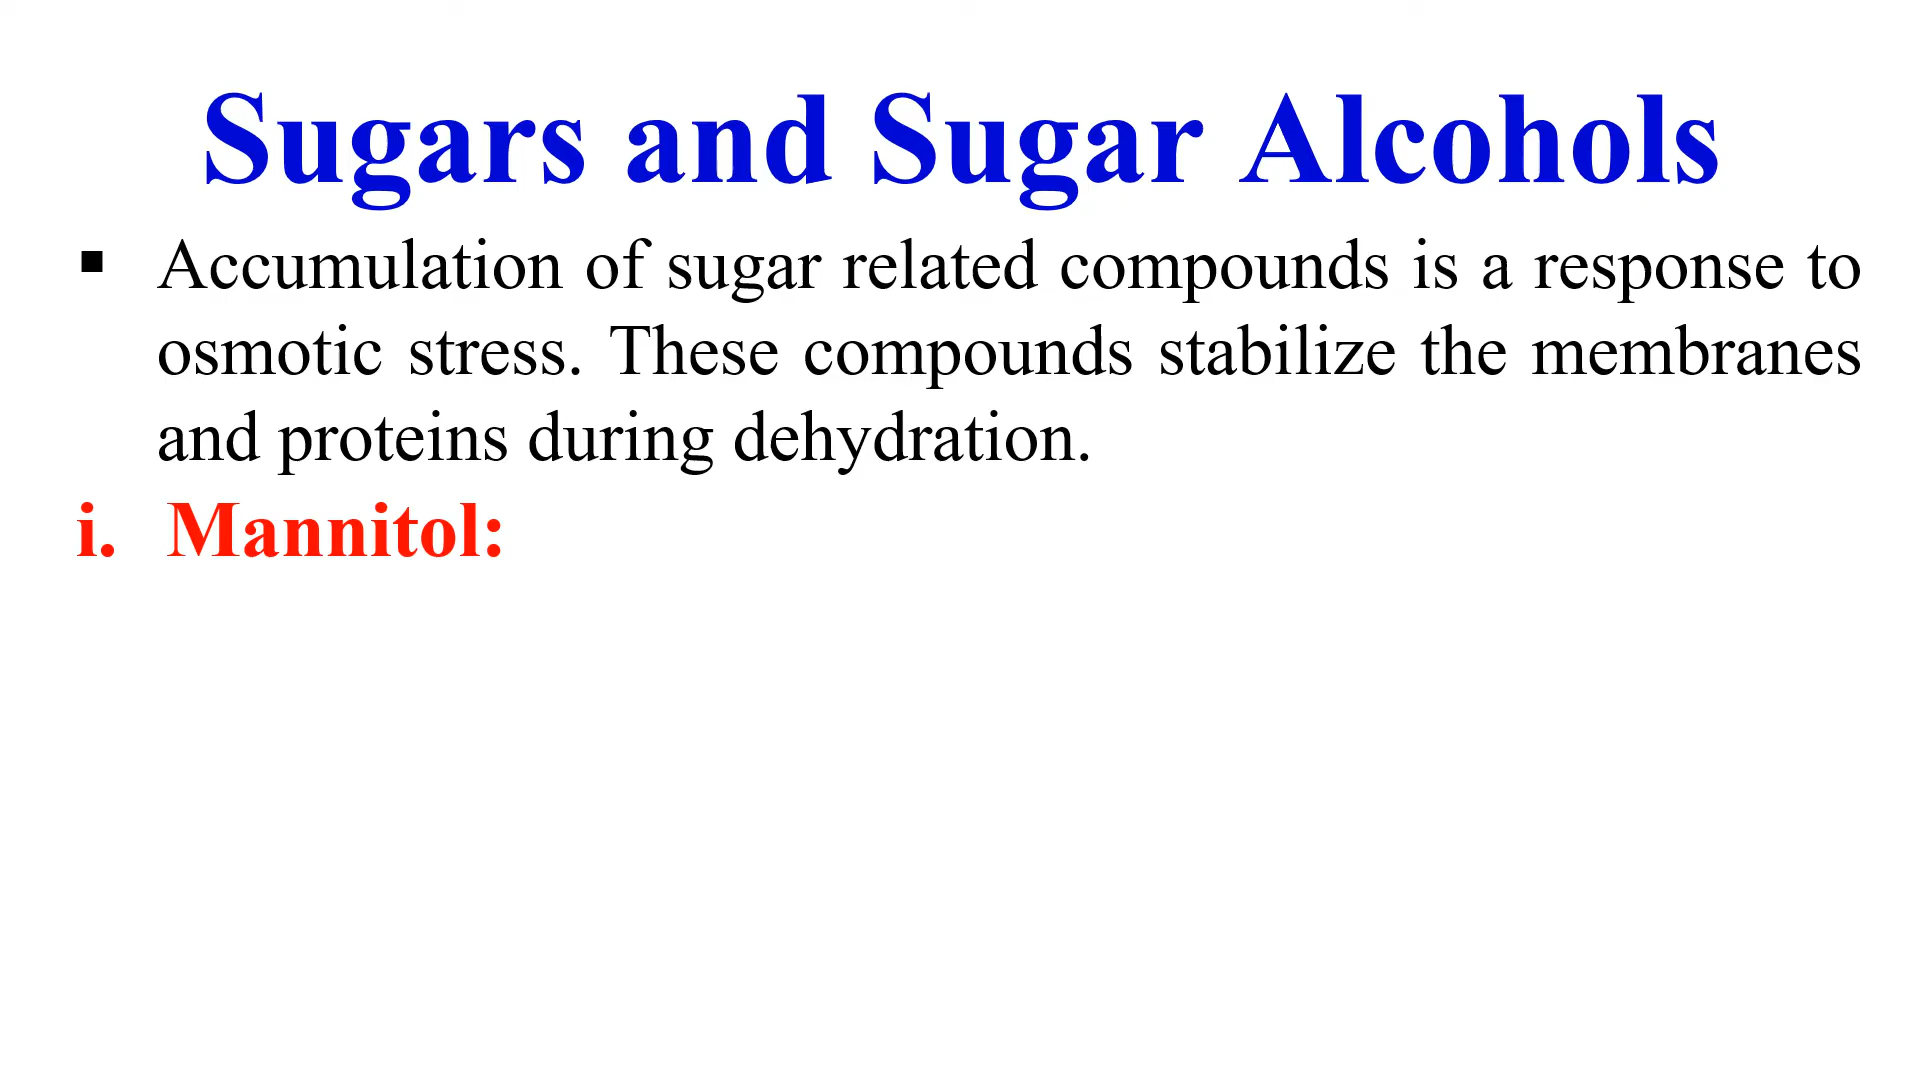 Sugars and Sugar Alcohols
▪ Accumulation of sugar related compounds is a response to
osmotic stress. These compounds stabilize the membranes
and proteins during dehydration.
i. Mannitol: